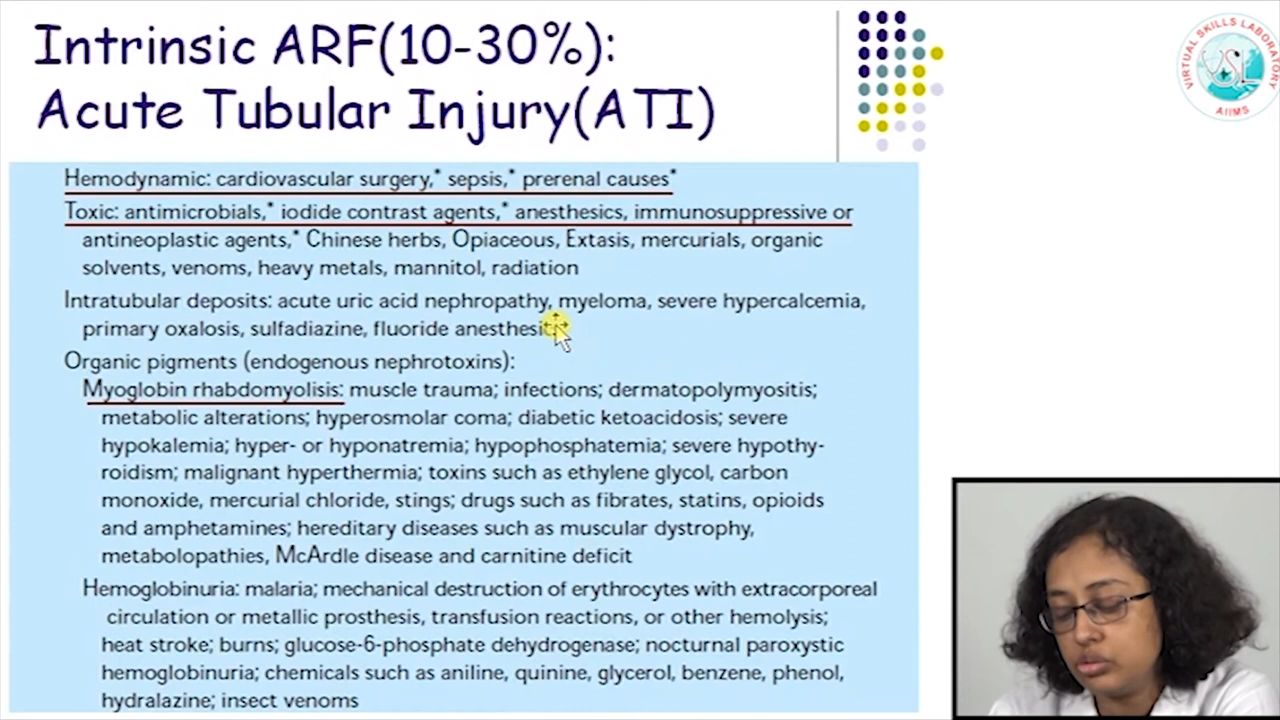 Intrinsic ARF(10-30%):
Acute Tubular Injury(ATI)
VIRTUAL SKILLS LABORATORY
VSL
AIIMS
Hemodynamic: cardiovascular surgery,* sepsis,* prerenal causes*
Toxic: antimicrobials,* iodide contrast agents,* anesthesics, immunosuppressive or
antineoplastic agents,* Chinese herbs, Opiaceous, Extasis, mercurials, organic
solvents, venoms, heavy metals, mannitol, radiation
Intratubular deposits: acute uric acid nephropathy, myeloma, severe hypercalcemia,
primary oxalosis, sulfadiazine, fluoride
Organic pigments (endogenous nephrotoxins):
Myoglobin rhabdomyolisis: muscle trauma; infections; dermatopolymyositis;
metabolic alterations; hyperosmolar coma; diabetic ketoacidosis; severe
hypokalemia; hyper- or hyponatremia; hypophosphatemia; severe hypothy-
roidism; malignant hyperthermia; toxins such as ethylene glycol, carbon
monoxide, mercurial chloride, stings; drugs such as fibrates, statins, opioids
and amphetamines; hereditary diseases such as muscular dystrophy,
metabolopathies, McArdle disease and carnitine deficit
Hemoglobinuria: malaria; mechanical destruction of erythrocytes with extracorporeal
circulation or metallic prosthesis, transfusion reactions, or other hemolysis;
heat stroke; burns; glucose-6-phosphate dehydrogenase; nocturnal paroxystic
hemoglobinuria; chemicals such as aniline, quinine, glycerol, benzene, phenol,
hydralazine; insect venoms